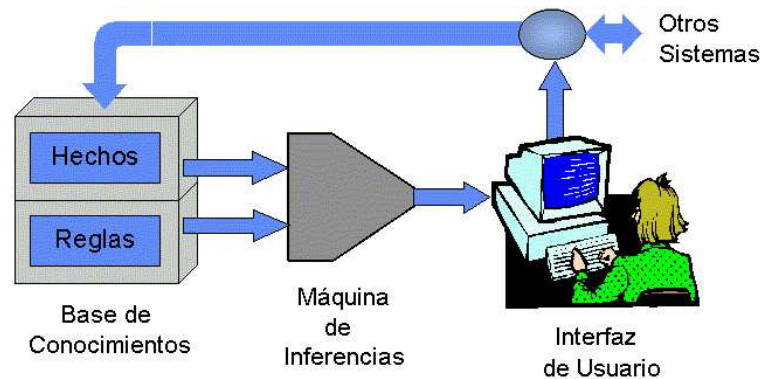 Otros
Sistemas
Hechos
Reglas
Base de
Conocimientos
Máquina
de
Inferencias
Interfaz
de Usuario